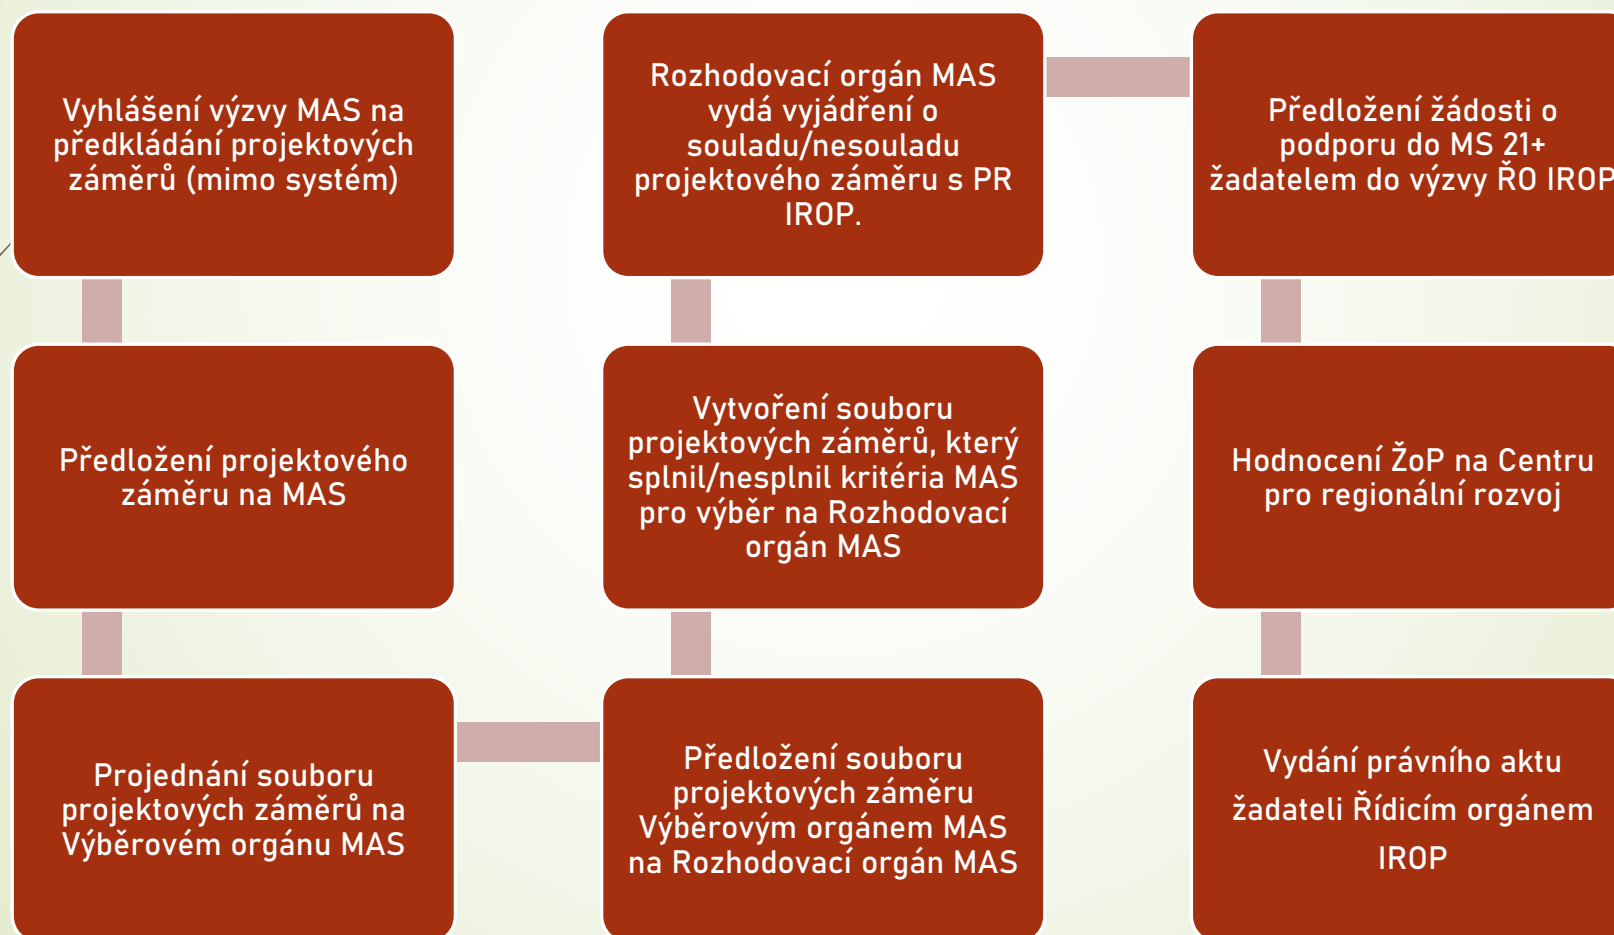 Vyhlášení výzvy MAS na
předkládání projektových
záměrů (mimo systém)
Předložení projektového
záměru na MAS
Projednání souboru
projektových záměrů na
Výběrovém orgánu MAS
Předložení souboru
projektových záměru
Výběrovým orgánem MAS
na Rozhodovací orgán MAS
Vytvoření souboru
projektových záměrů, který
splnil/nesplnil kritéria MAS
pro výběr na Rozhodovací
orgán MAS
Rozhodovací orgán MAS
vydá vyjádření o
souladu/nesouladu
projektového záměru s PR
IROP.
Předložení žádosti o
podporu do MS 21+
žadatelem do výzvy ŘO IROP
Hodnocení ŽoP na Centru
pro regionální rozvoj
Vydání právního aktu
žadateli Řídicím orgánem
IROP